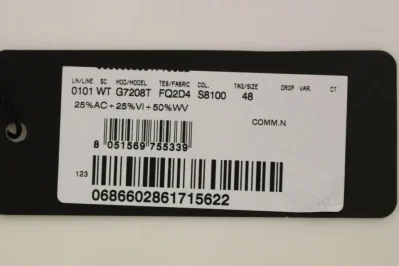 LN/LINE SC MOD/MODEL TES/FABRIC COL. TAG/SIZE DROP VAR. CT
0101 WT G7208T FQ2D4 S8100 48
25%AC+25%VI+50%WV
COMM.N
8 051569 755339
123
0686602861715622